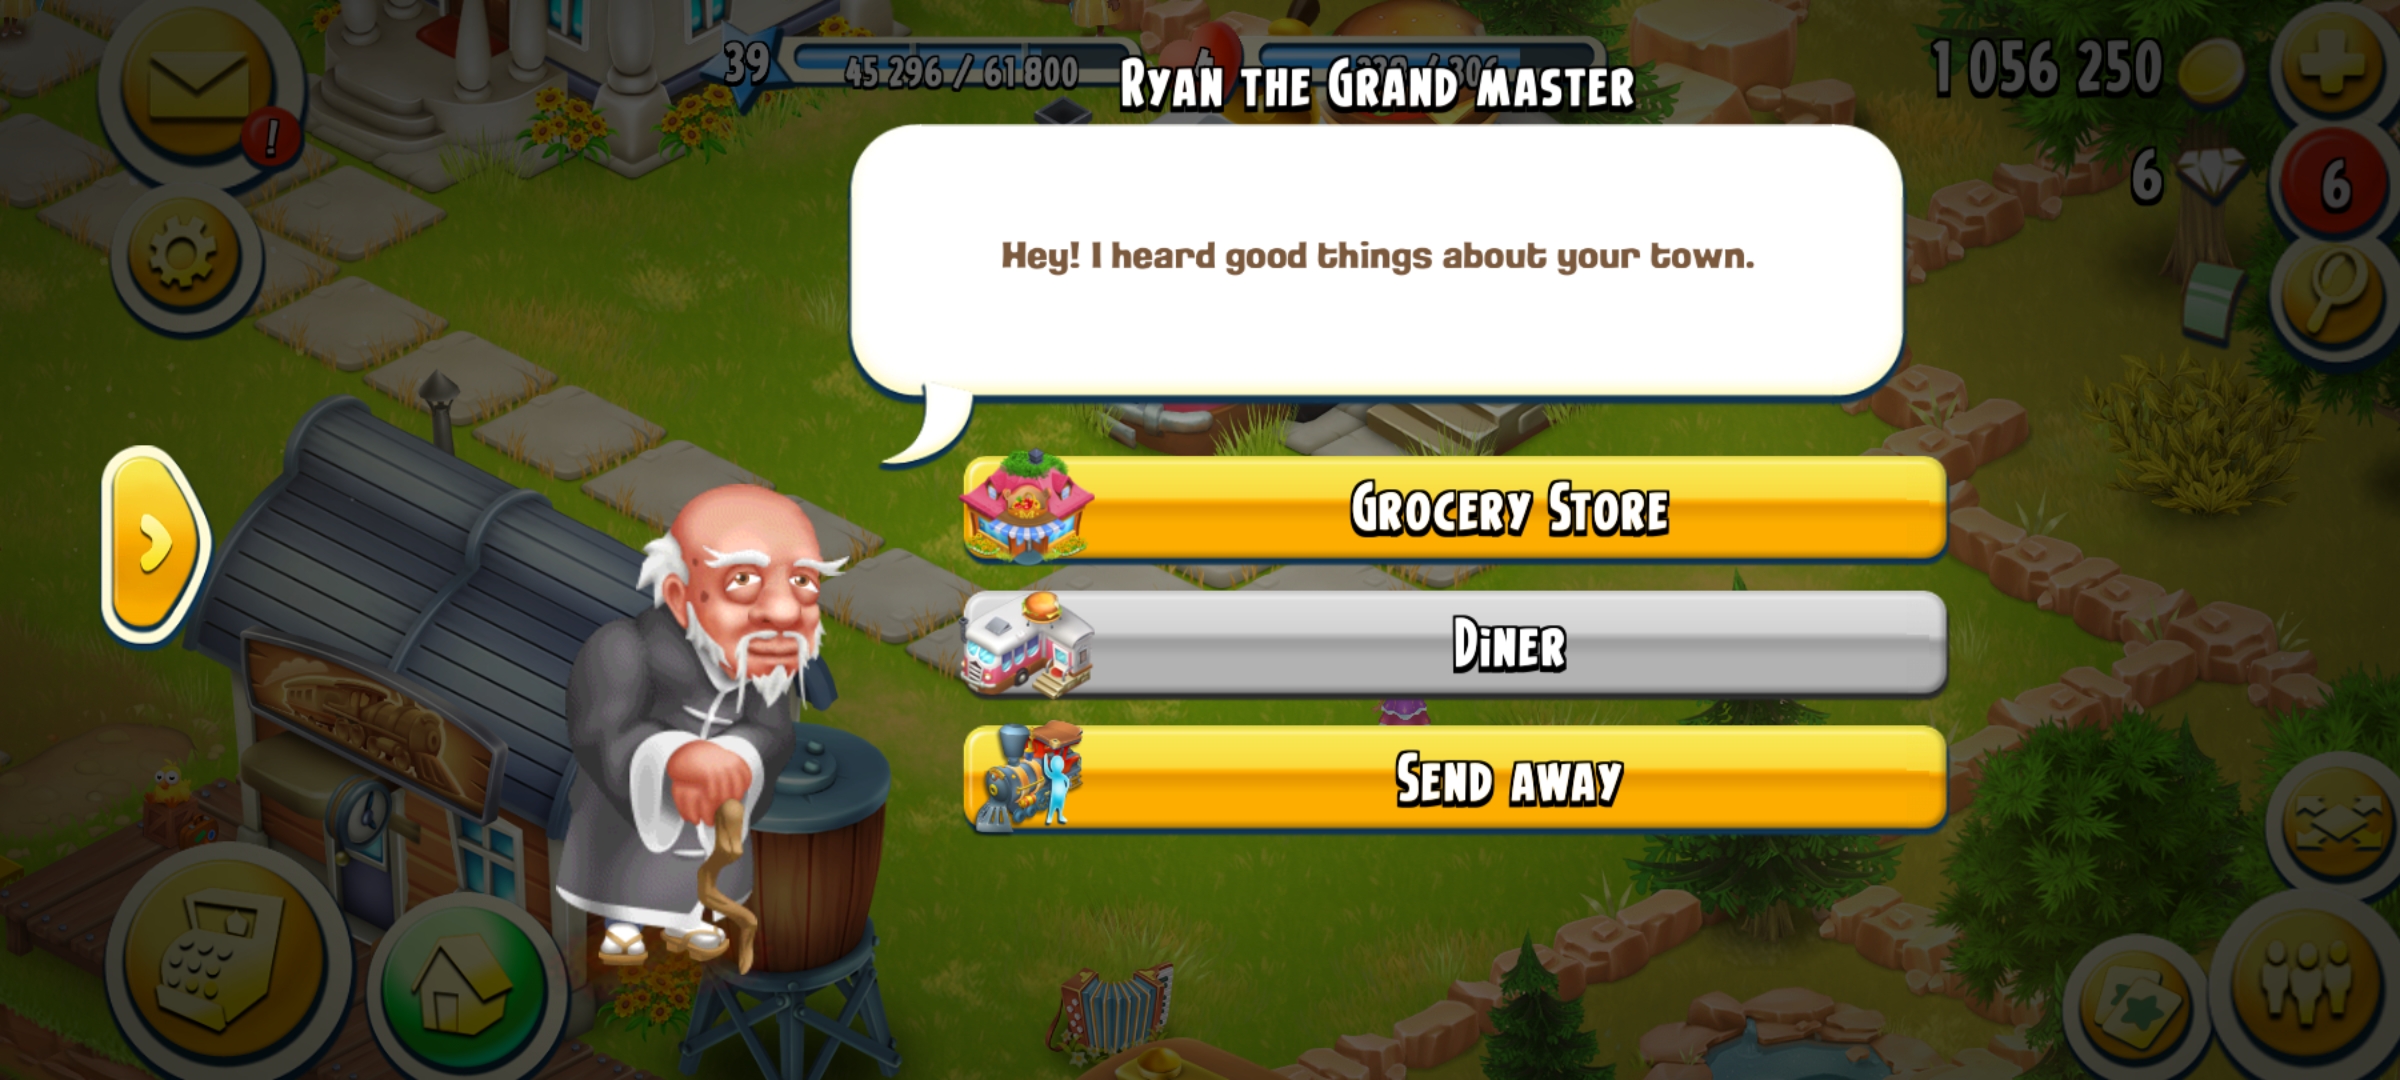 39
45 296 / 61 800
1 056 250
RYAN THE GRAND MASTER
!
6
6
Hey! I heard good things about your town.
GROCERY STORE
DINER
SEND AWAY